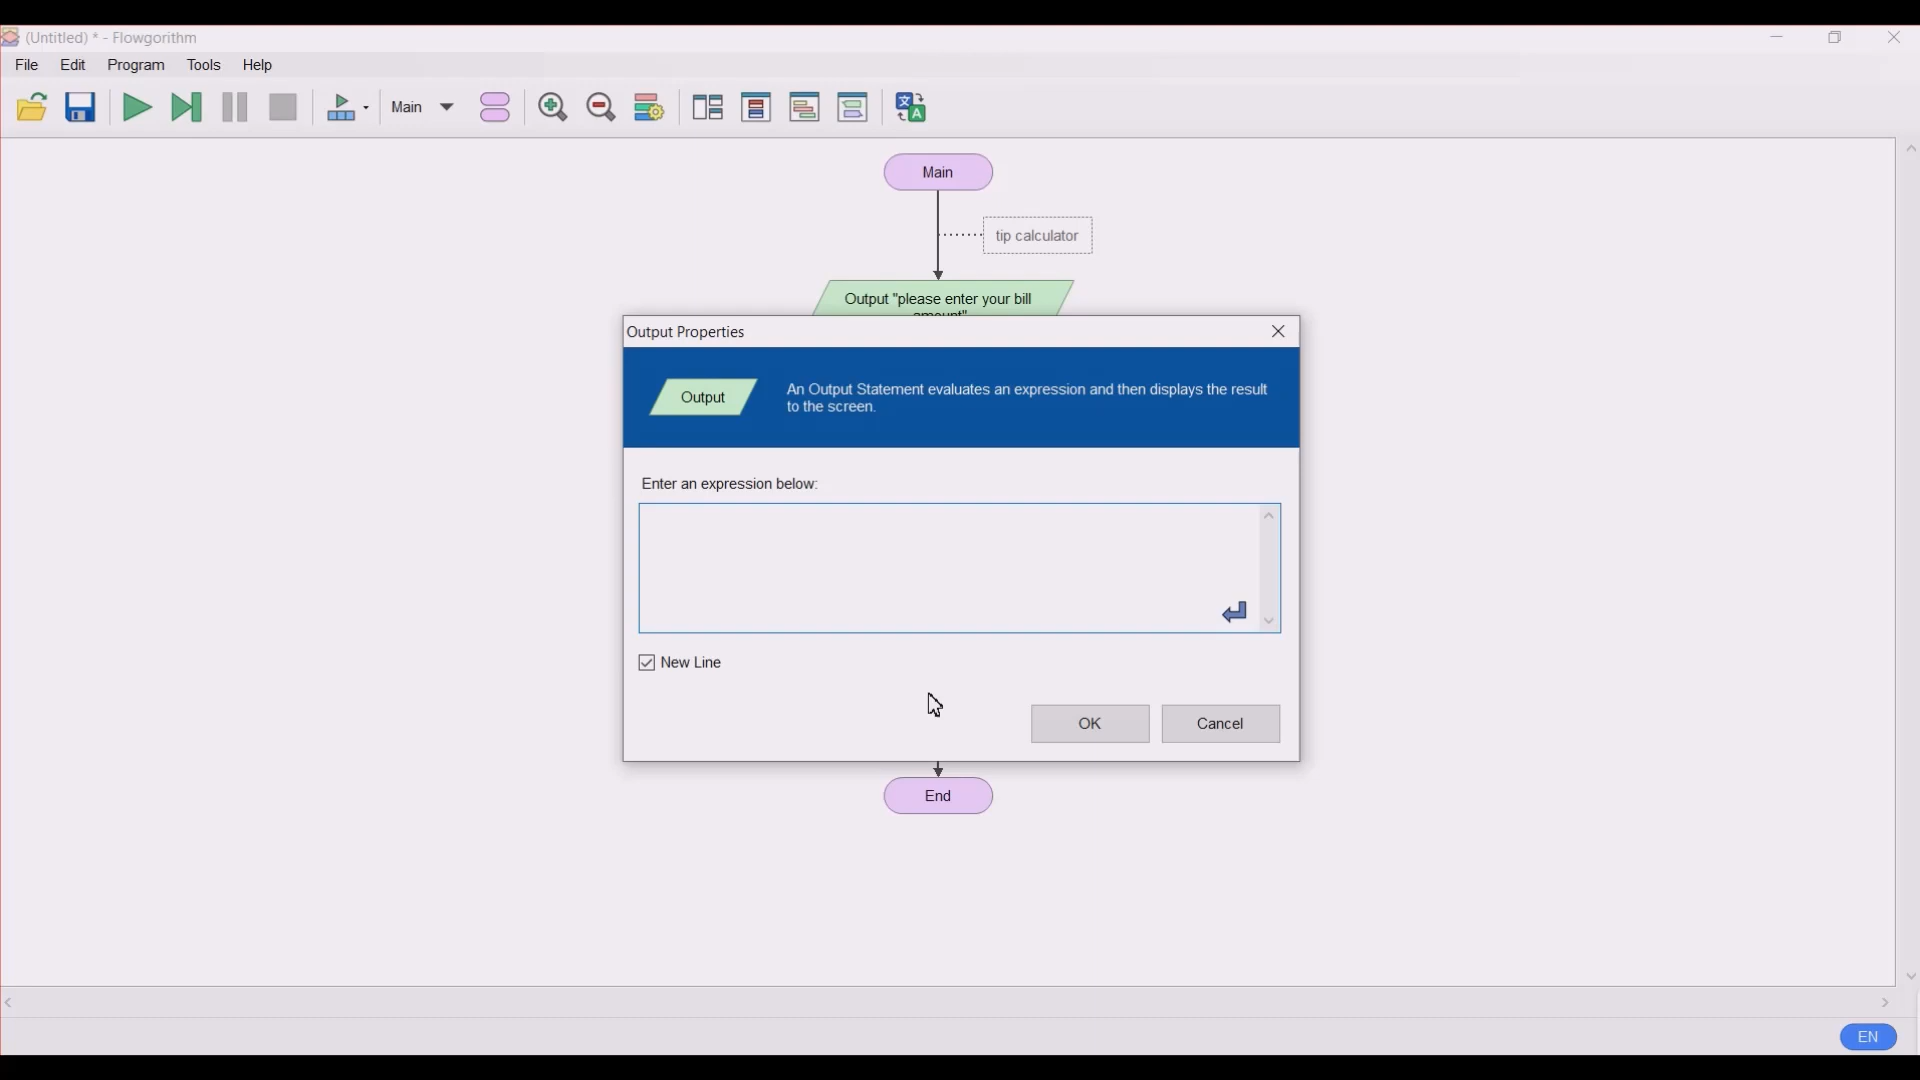 (Untitled) * - Flowgorithm
File Edit Program Tools Help
Main
Main
tip calculator
Output "please enter your bill
amount"
Output Properties
Output
An Output Statement evaluates an expression and then displays the result
to the screen.
Enter an expression below:
New Line
OK Cancel
End
EN